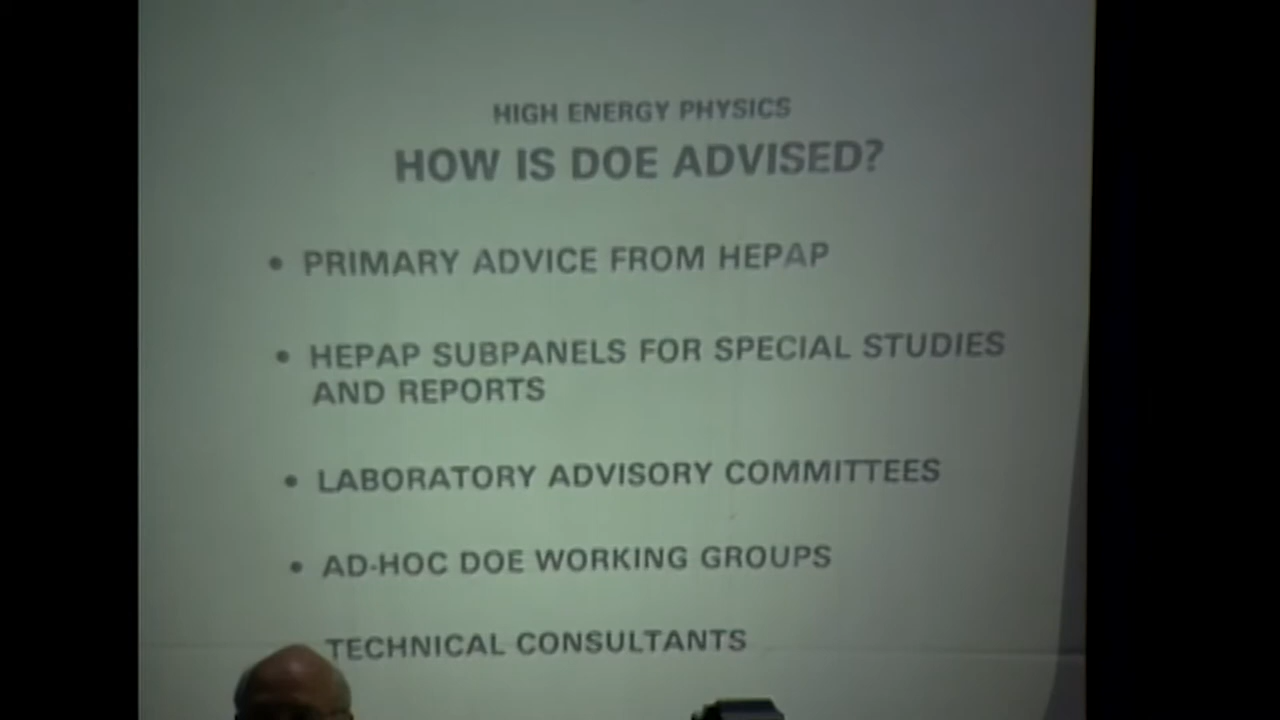 HIGH ENERGY PHYSICS
HOW IS DOE ADVISED?
• PRIMARY ADVICE FROM HEPAP
• HEPAP SUBPANELS FOR SPECIAL STUDIES
AND REPORTS
• LABORATORY ADVISORY COMMITTEES
• AD-HOC DOE WORKING GROUPS
TECHNICAL CONSULTANTS